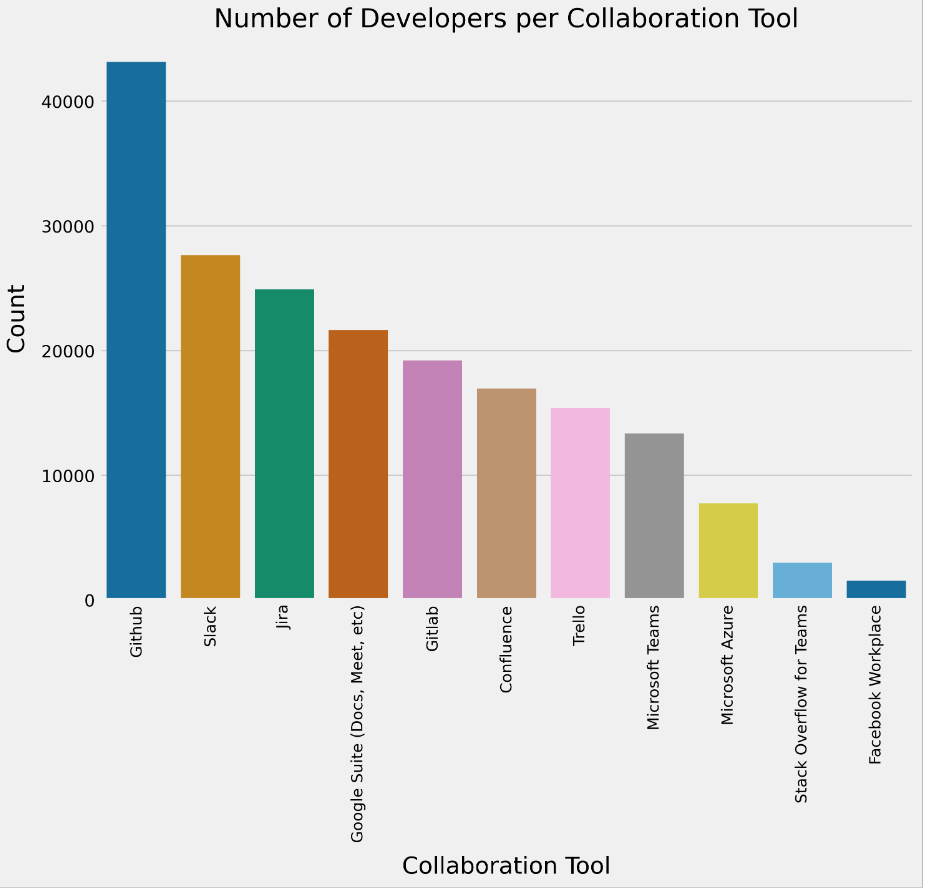 Number of Developers per Collaboration Tool
Count
40000
30000
20000
10000
0
Github
Slack
Jira
Google Suite (Docs, Meet, etc)
Gitlab
Confluence
Trello
Microsoft Teams
Microsoft Azure
Stack Overflow for Teams
Facebook Workplace
Collaboration Tool